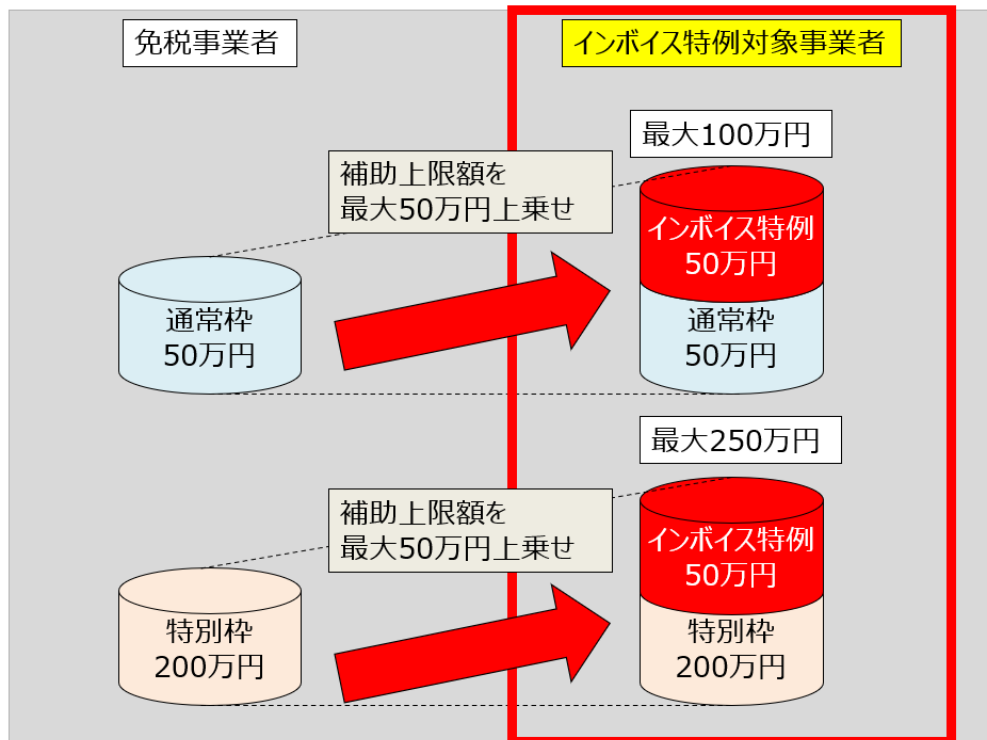 免税事業者
インボイス特例対象事業者
最大100万円
補助上限額を
最大50万円上乗せ
インボイス特例
50万円
通常枠
50万円
通常枠
50万円
最大250万円
補助上限額を
最大50万円上乗せ
インボイス特例
50万円
特別枠
200万円
特別枠
200万円